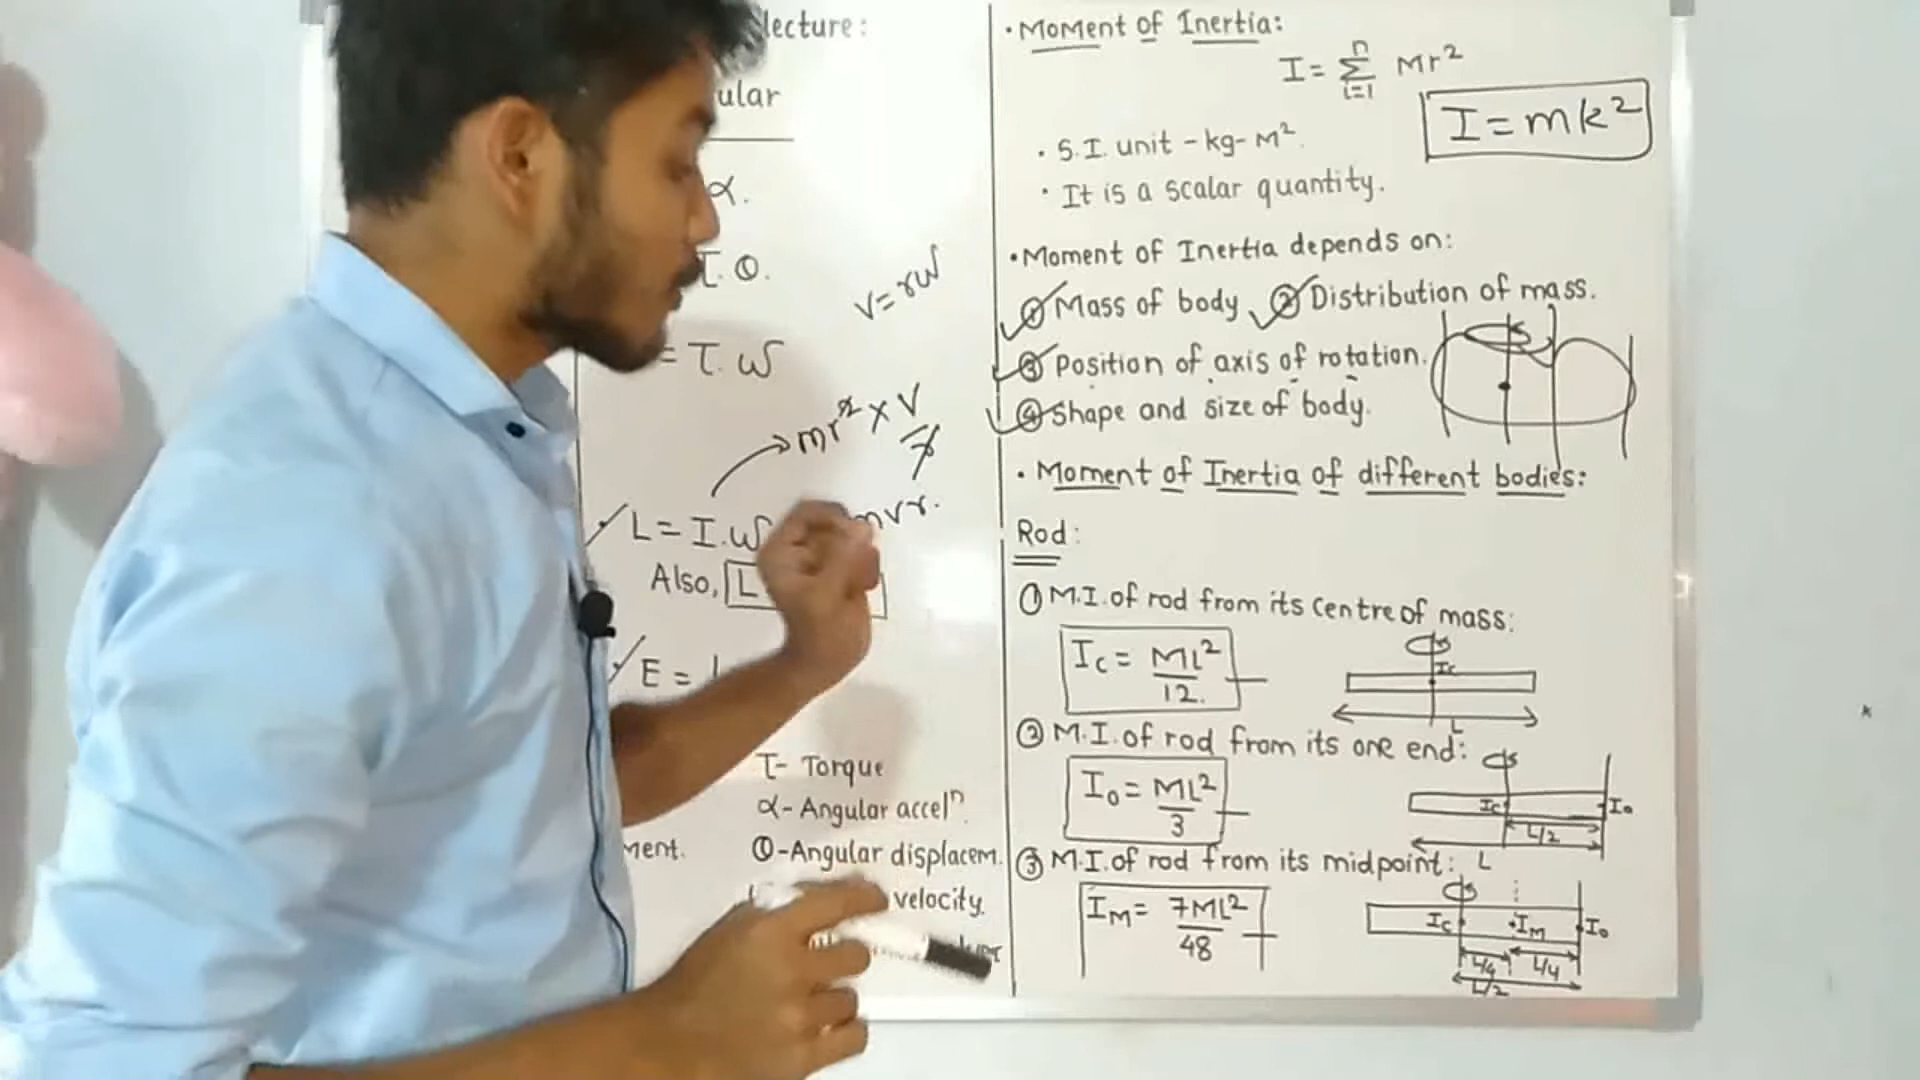 lecture:
ular
α.
I.θ.
= τ.ω
V=rω
mr² × V/r
L = I.ω
mvr.
Also, L
E =
τ- Torque
α- Angular accelⁿ.
ment. θ-Angular displacem.
velocity.
• Moment of Inertia:
I = Σ Mr²
n
i=1
I = mk²
• S.I. unit - kg-M².
• It is a scalar quantity.
• Moment of Inertia depends on:
① Mass of body ② Distribution of mass.
③ Position of axis of rotation.
④ Shape and size of body.
• Moment of Inertia of different bodies:
Rod:
① M.I. of rod from its centre of mass:
Ic = ML²/12.
Ic
L
② M.I. of rod from its one end:
Io = ML²/3
Ic Io
L/2
L
③ M.I. of rod from its midpoint:
IM = 7ML²/48
Ic IM Io
L/4 L/4
L/2